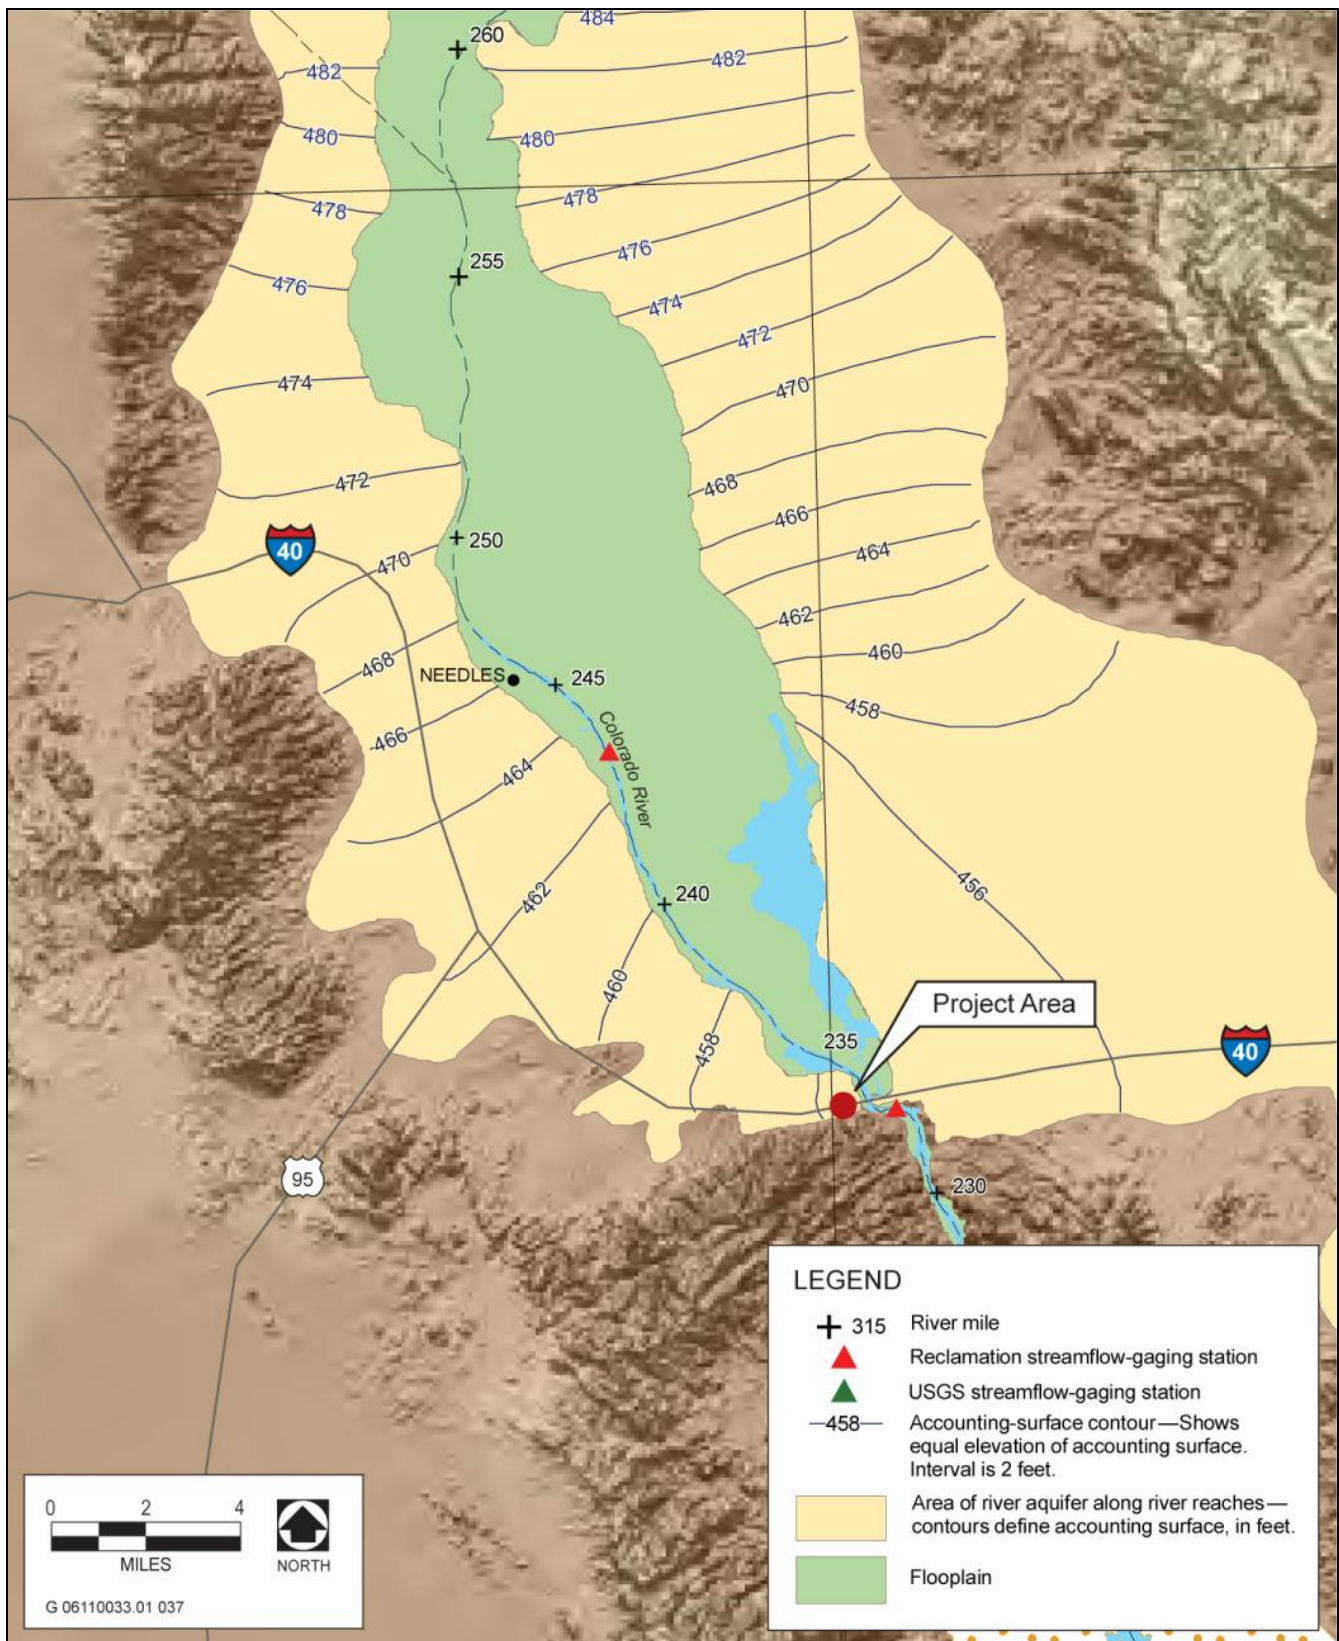 484
260
482
482
480
480
478
478
476
255
476
474
472
474
470
472
468
466
250
40
470
464
462
468
460
NEEDLES
245
458
466
Colorado River
464
456
462
240
460
Project Area
458
235
40
95
230
LEGEND
315 River mile
Reclamation streamflow-gaging station
USGS streamflow-gaging station
458 Accounting-surface contour—Shows
equal elevation of accounting surface.
Interval is 2 feet.
Area of river aquifer along river reaches—
contours define accounting surface, in feet.
Flooplain
0 2 4
MILES
NORTH
G 06110033.01 037